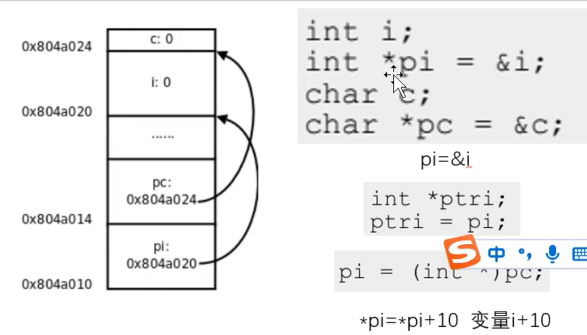 0x804a024
c: 0
i: 0
0x804a020
......
pc:
0x804a024
0x804a014
pi:
0x804a020
0x804a010
int i;
int *pi = &i;
char c;
char *pc = &c;
pi=&i
int *ptri;
ptri = pi;
S 中 °,
pi = (int *)pc;
*pi=*pi+10 变量i+10